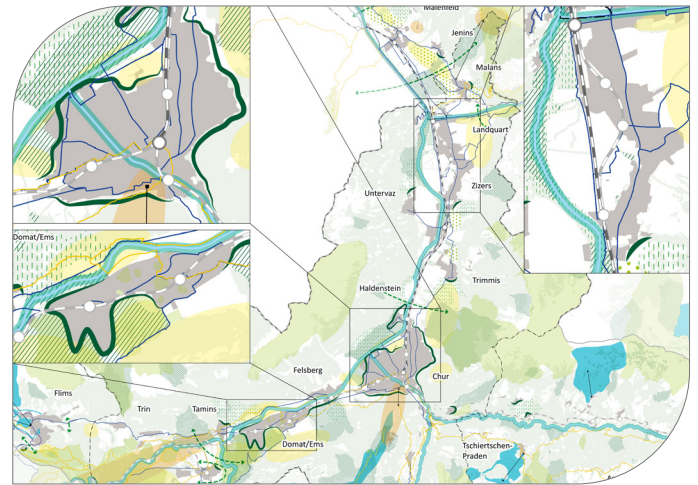 Maienfeld
Jenins
Malans
Landquart
Untervaz
Zizers
Domat/Ems
Trimmis
Haldenstein
Felsberg
Chur
Flims
Trin
Tamins
Domat/Ems
Tschiertschen-
Praden